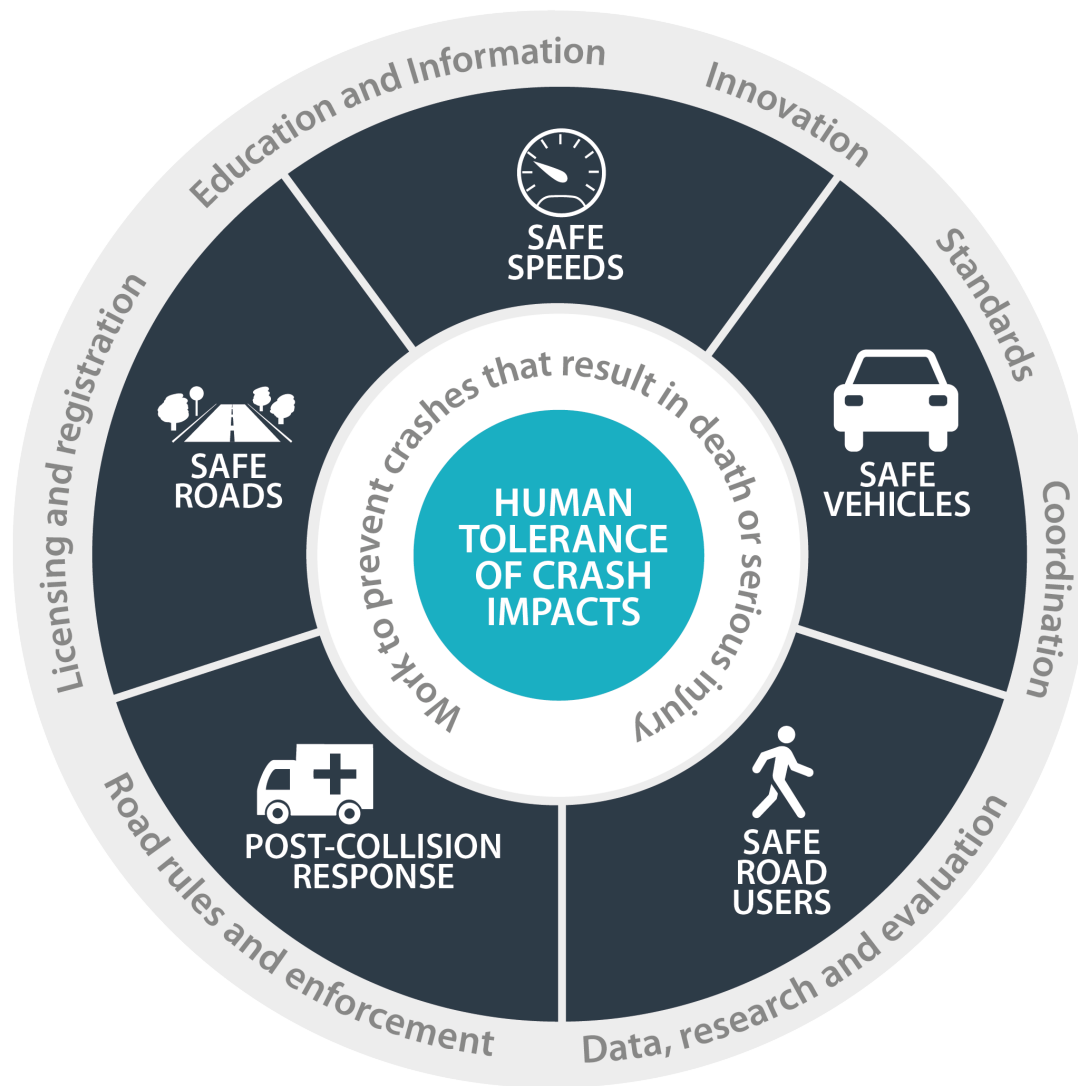 Education and Information
Innovation
Standards
Coordination
Data, research and evaluation
Road rules and enforcement
Licensing and registration
SAFE
SPEEDS
SAFE
VEHICLES
SAFE
ROAD
USERS
POST-COLLISION
RESPONSE
SAFE
ROADS
Work to prevent crashes that result in death or serious injury
HUMAN
TOLERANCE
OF CRASH
IMPACTS